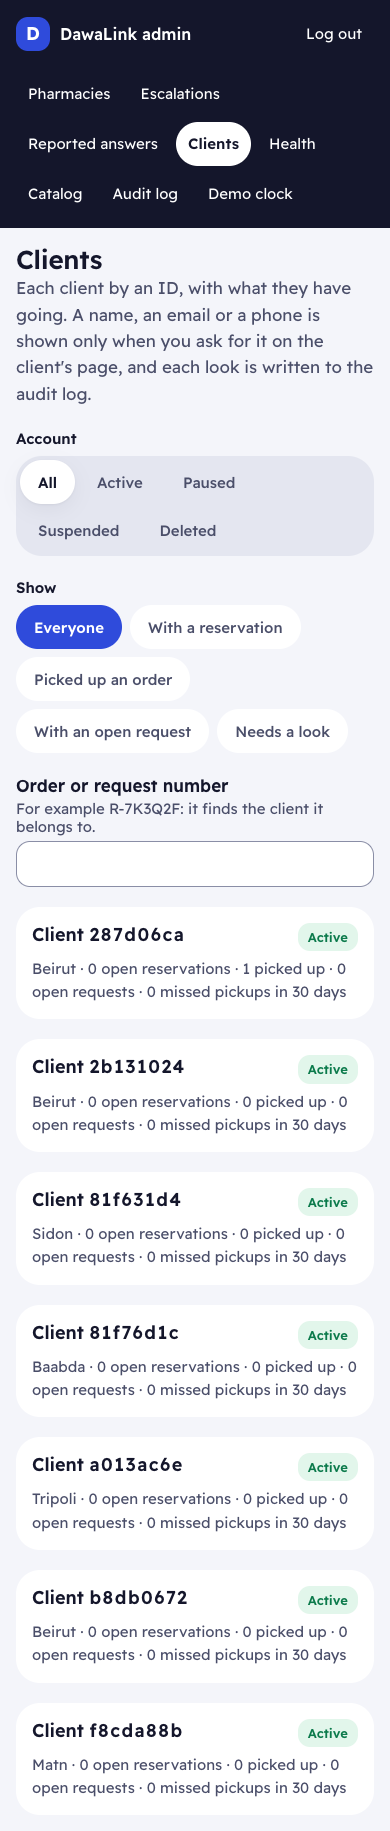 D DawaLink admin Log out
Pharmacies Escalations
Reported answers Clients Health
Catalog Audit log Demo clock
Clients
Each client by an ID, with what they have
going. A name, an email or a phone is
shown only when you ask for it on the
client's page, and each look is written to the
audit log.
Account
All Active Paused
Suspended Deleted
Show
Everyone With a reservation
Picked up an order
With an open request Needs a look
Order or request number
For example R-7K3Q2F: it finds the client it
belongs to.
Client 287d06ca Active
Beirut · 0 open reservations · 1 picked up · 0
open requests · 0 missed pickups in 30 days
Client 2b131024 Active
Beirut · 0 open reservations · 0 picked up · 0
open requests · 0 missed pickups in 30 days
Client 81f631d4 Active
Sidon · 0 open reservations · 0 picked up · 0
open requests · 0 missed pickups in 30 days
Client 81f76d1c Active
Baabda · 0 open reservations · 0 picked up · 0
open requests · 0 missed pickups in 30 days
Client a013ac6e Active
Tripoli · 0 open reservations · 0 picked up · 0
open requests · 0 missed pickups in 30 days
Client b8db0672 Active
Beirut · 0 open reservations · 0 picked up · 0
open requests · 0 missed pickups in 30 days
Client f8cda88b Active
Matn · 0 open reservations · 0 picked up · 0
open requests · 0 missed pickups in 30 days